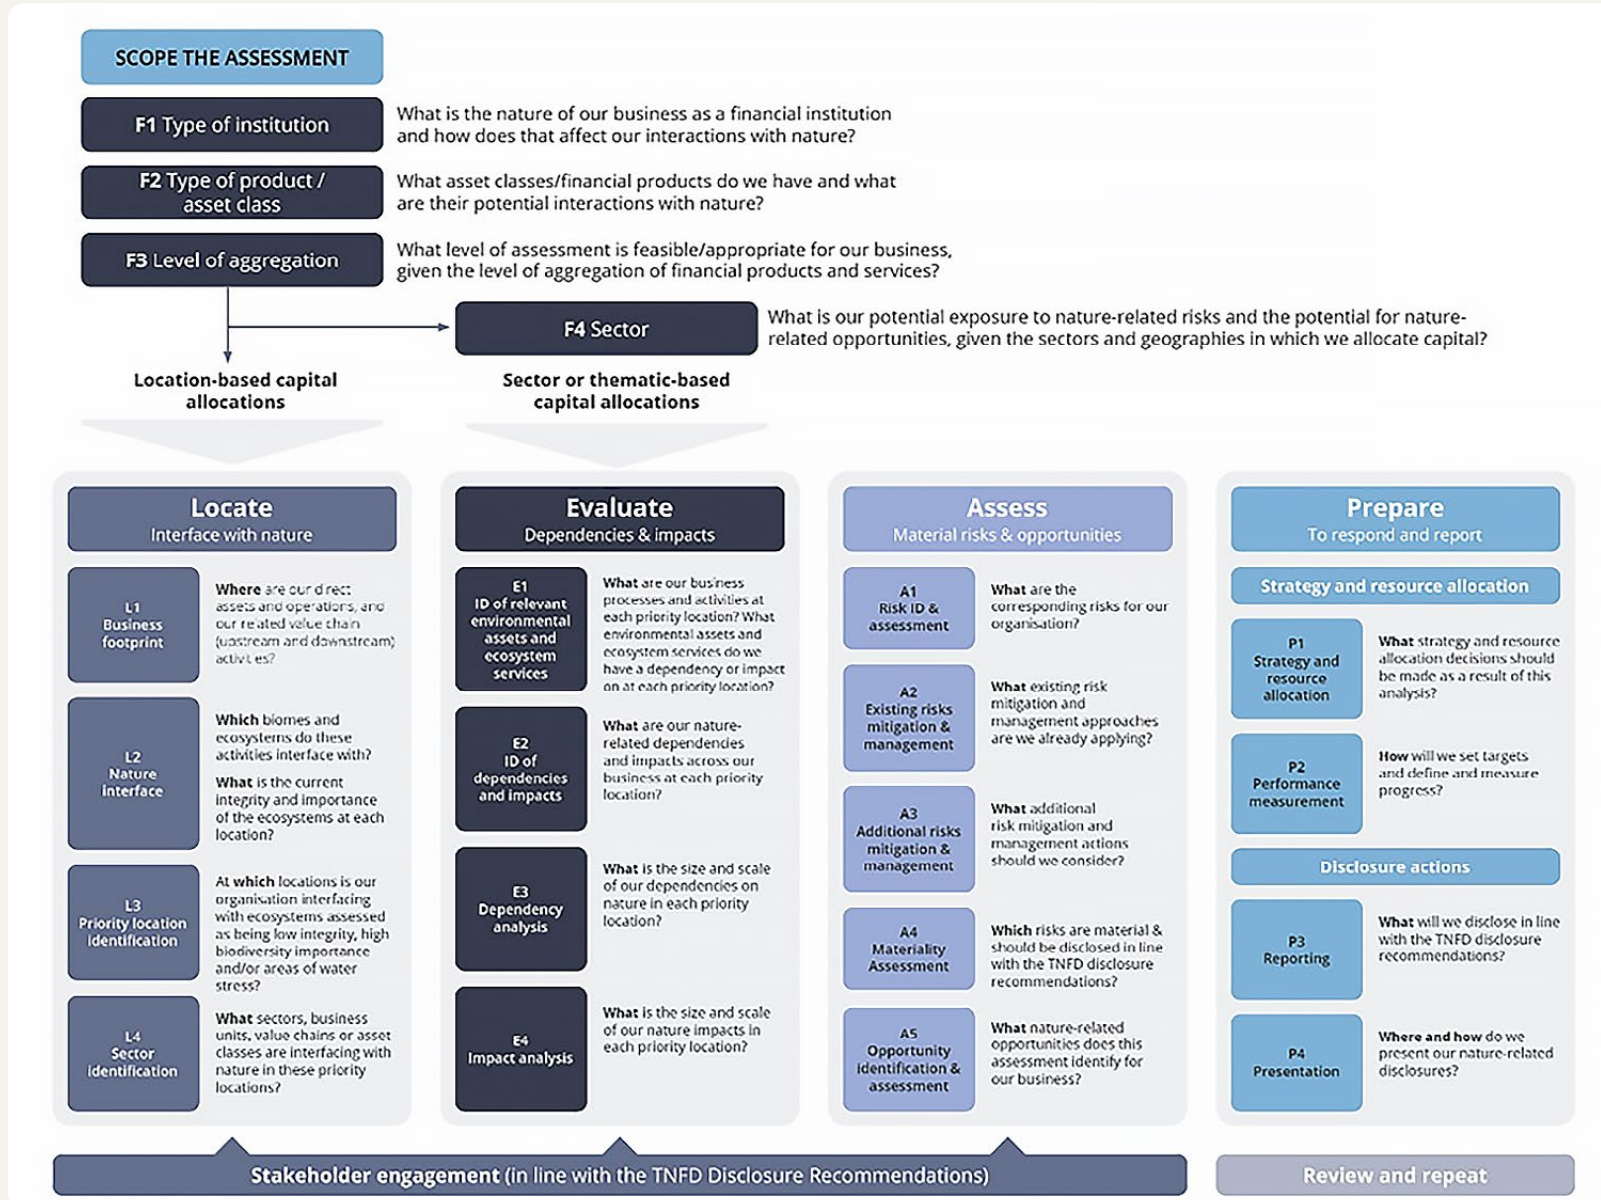 SCOPE THE ASSESSMENT
F1 Type of institution
What is the nature of our business as a financial institution
and how does that affect our interactions with nature?
F2 Type of product /
asset class
What asset classes/financial products do we have and what
are their potential interactions with nature?
F3 Level of aggregation
What level of assessment is feasible/appropriate for our business,
given the level of aggregation of financial products and services?
F4 Sector
What is our potential exposure to nature-related risks and the potential for nature-
related opportunities, given the sectors and geographies in which we allocate capital?
Location-based capital
allocations
Sector or thematic-based
capital allocations
Locate
Interface with nature
L1
Business
footprint
Where are our direct
assets and operations, and
our related value chain
(upstream and downstream)
activities?
L2
Nature
interface
Which biomes and
ecosystems do these
activities interface with?
What is the current
integrity and importance
of the ecosystems at each
location?
L3
Priority location
identification
At which locations is our
organisation interfacing
with ecosystems assessed
as being low integrity, high
biodiversity importance
and/or areas of water
stress?
L4
Sector
identification
What sectors, business
units, value chains or asset
classes are interfacing with
nature in these priority
locations?
Evaluate
Dependencies & impacts
E1
ID of relevant
environmental
assets and
ecosystem
services
What are our business
processes and activities at
each priority location? What
environmental assets and
ecosystem services do we
have a dependency or impact
on at each priority location?
E2
ID of
dependencies
and impacts
What are our nature-
related dependencies
and impacts across our
business at each priority
location?
E3
Dependency
analysis
What is the size and scale
of our dependencies on
nature in each priority
location?
E4
Impact analysis
What is the size and scale
of our nature impacts in
each priority location?
Assess
Material risks & opportunities
A1
Risk ID &
assessment
What are the
corresponding risks for our
organisation?
A2
Existing risks
mitigation &
management
What existing risk
mitigation and
management approaches
are we already applying?
A3
Additional risks
mitigation &
management
What additional
risk mitigation and
management actions
should we consider?
A4
Materiality
Assessment
Which risks are material &
should be disclosed in line
with the TNFD disclosure
recommendations?
A5
Opportunity
identification &
assessment
What nature-related
opportunities does this
assessment identify for
our business?
Prepare
To respond and report
Strategy and resource allocation
P1
Strategy and
resource
allocation
What strategy and resource
allocation decisions should
be made as a result of this
analysis?
P2
Performance
measurement
How will we set targets
and define and measure
progress?
Disclosure actions
P3
Reporting
What will we disclose in line
with the TNFD disclosure
recommendations?
P4
Presentation
Where and how do we
present our nature-related
disclosures?
Stakeholder engagement (in line with the TNFD Disclosure Recommendations)
Review and repeat